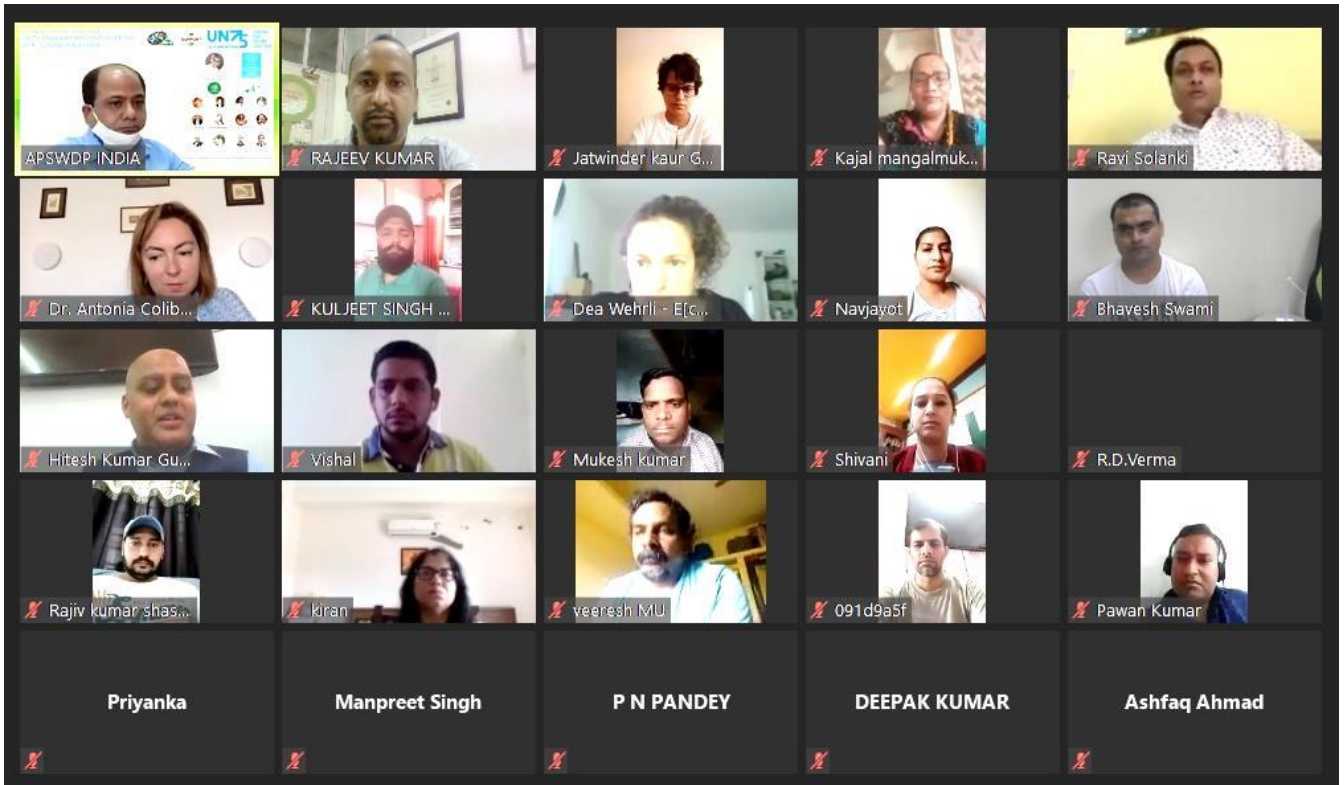 UN75
APSWDP INDIA
RAJEEV KUMAR
Jatwinder kaur G...
Kajal mangalmuk...
Ravi Solanki
Dr. Antonia Colib...
KULJEET SINGH ...
Dea Wehrli - E[c...
Navjayot
Bhavesh Swami
Hitesh Kumar Gu...
Vishal
Mukesh kumar
Shivani
R.D.Verma
Rajiv kumar shas...
kiran
veeresh MU
091d9a5f
Pawan Kumar
Priyanka
Manpreet Singh
P N PANDEY
DEEPAK KUMAR
Ashfaq Ahmad